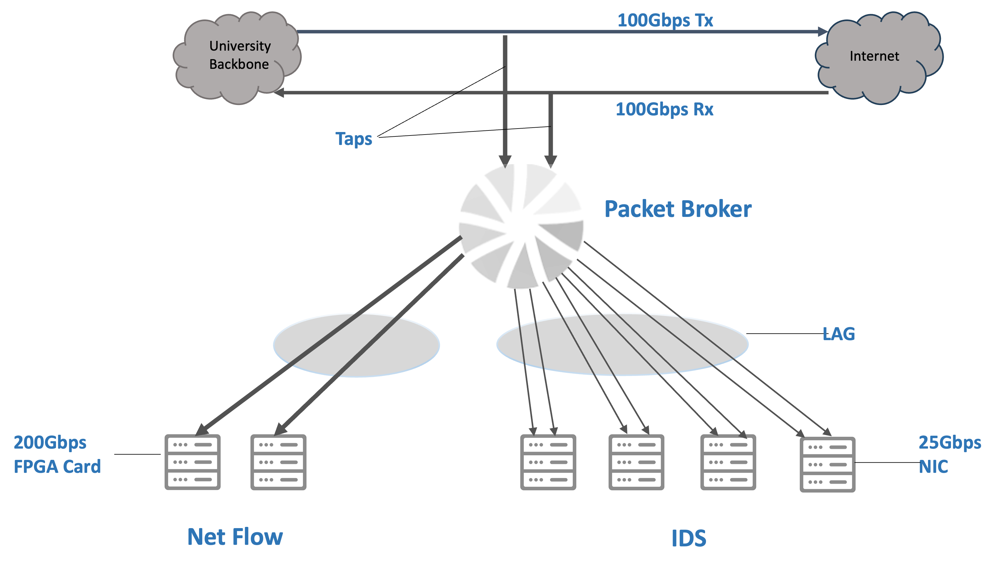 100Gbps Tx
University
Backbone
Internet
100Gbps Rx
Taps
Packet Broker
LAG
200Gbps
FPGA Card
25Gbps
NIC
Net Flow
IDS